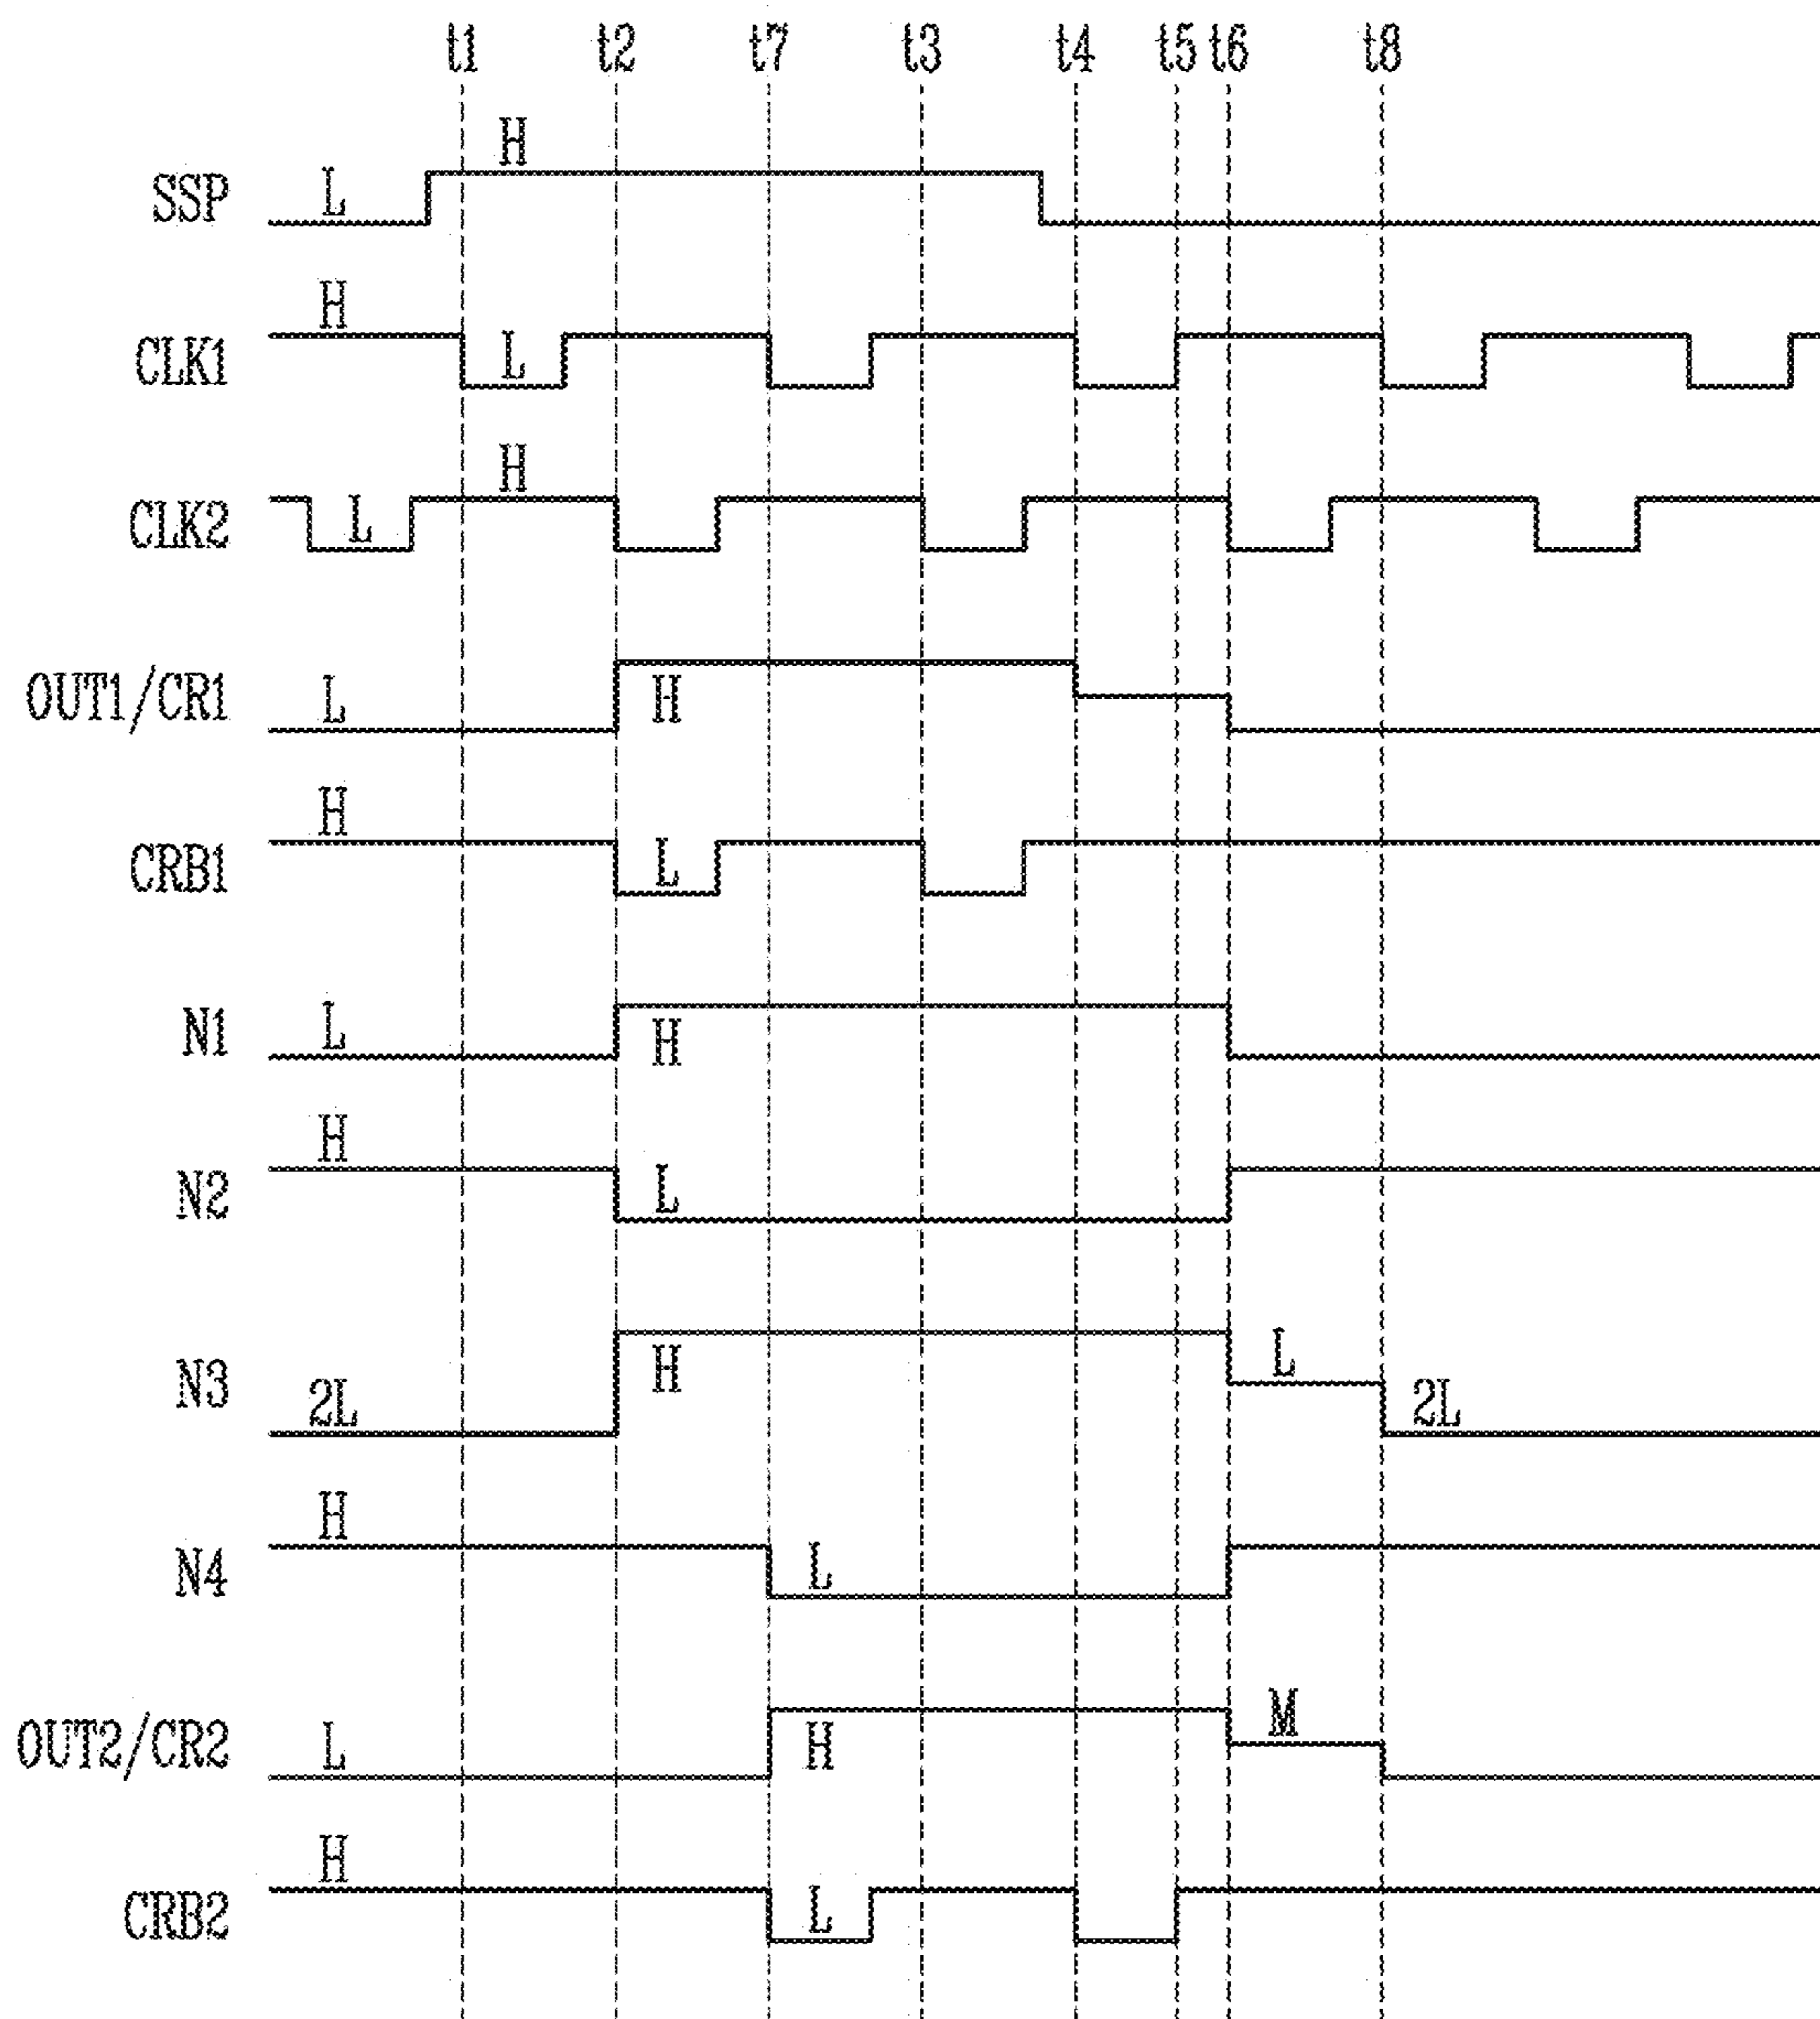 t1 t2 t7 t3 t4 t5 t6 t8
H
SSP L
H
CLK1 L
H
CLK2 L
OUT1/CR1 L H
H
CRB1 L
N1 L H
H
N2 L
L
N3 2L H 2L
H
N4 L
M
OUT2/CR2 L H
H
CRB2 L